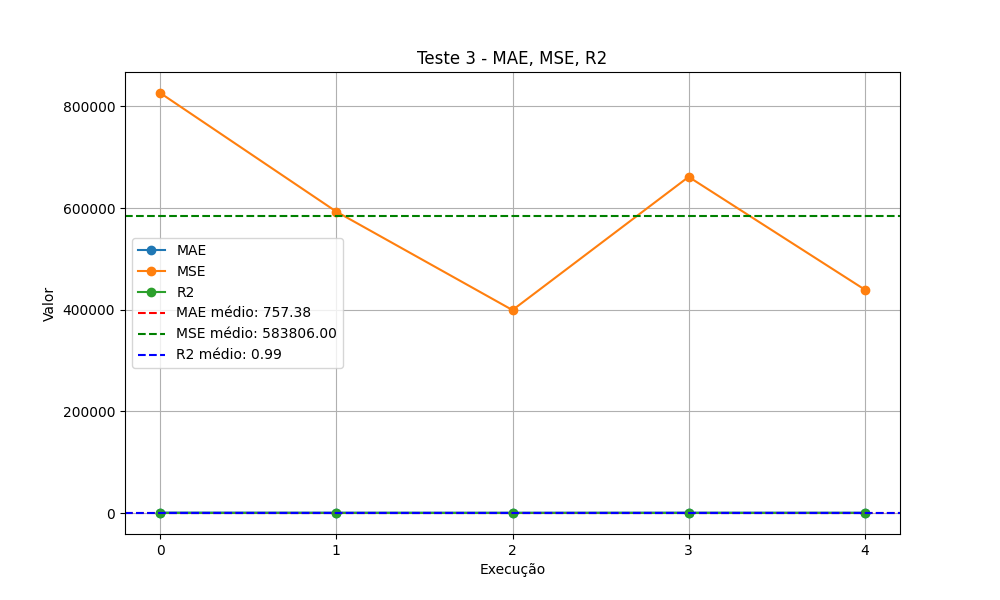 Teste 3 - MAE, MSE, R2
800000
600000
400000
200000
0
Valor
MAE
MSE
R2
MAE médio: 757.38
MSE médio: 583806.00
R2 médio: 0.99
0 1 2 3 4
Execução